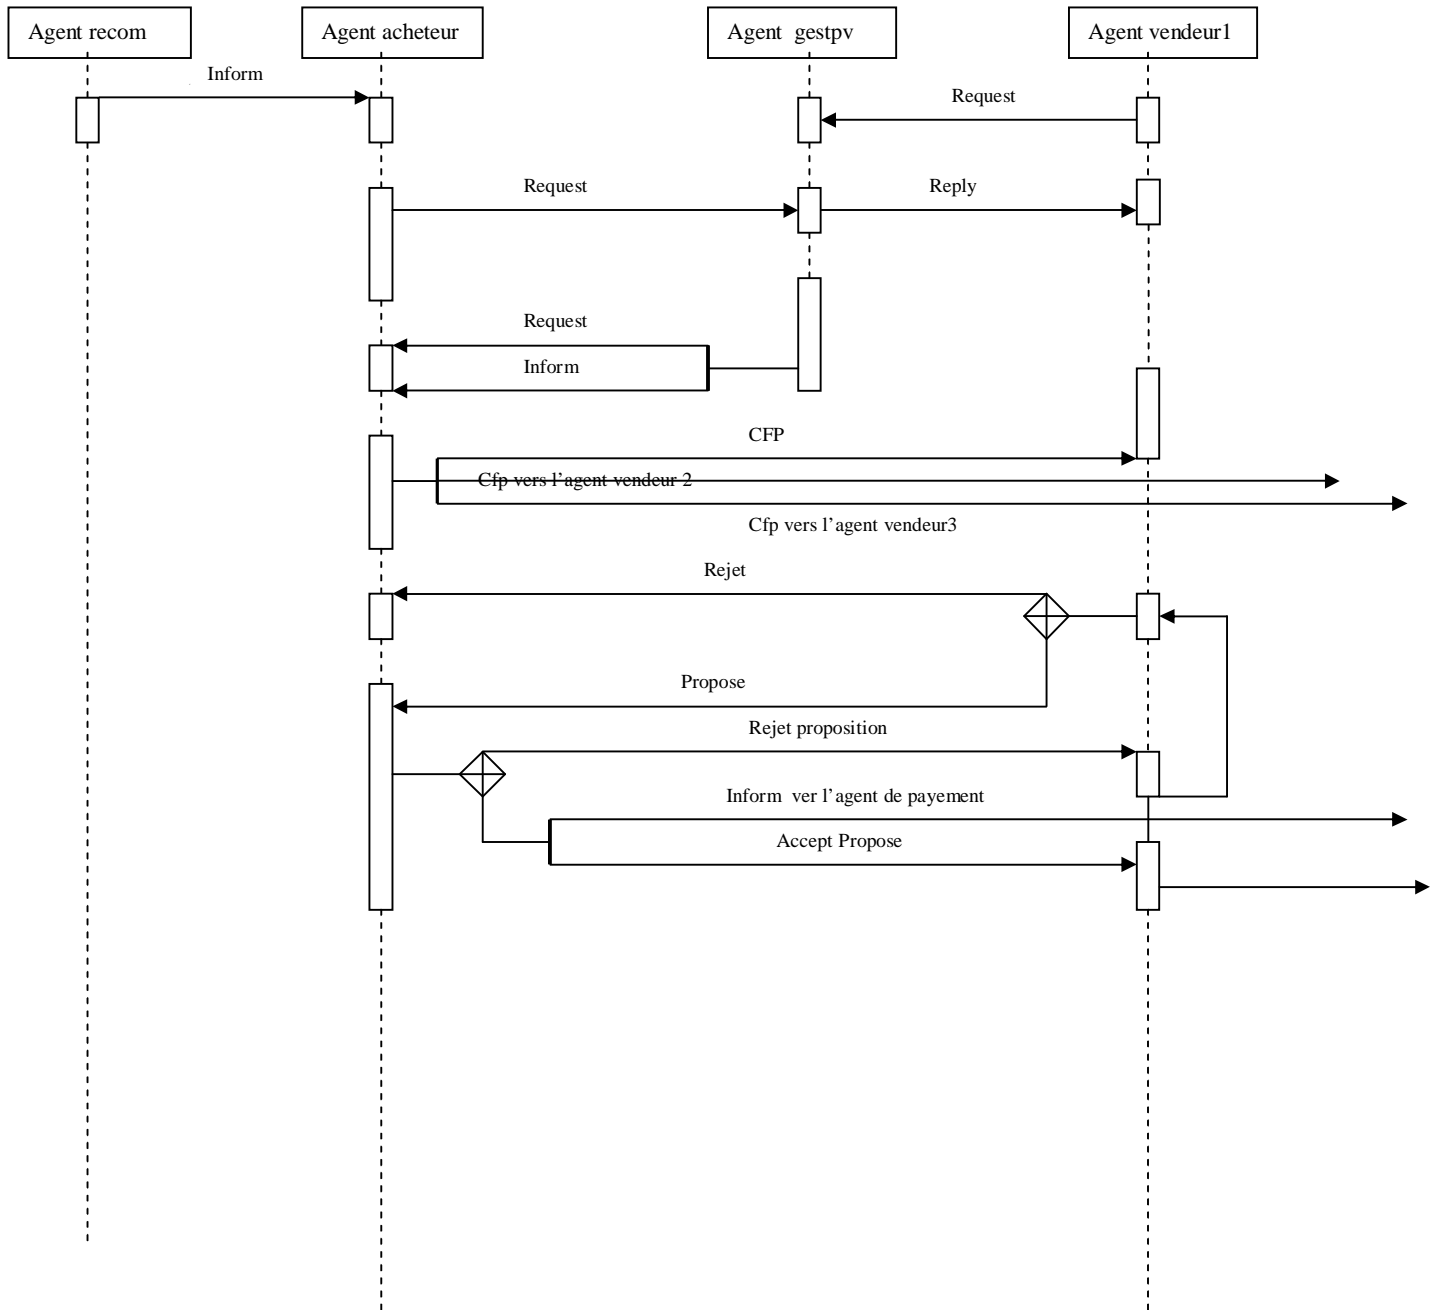 Agent recom
Agent acheteur
Agent gestpv
Agent vendeur1
Inform
Request
Request
Reply
Request
Inform
CFP
Cfp vers l’agent vendeur 2
Cfp vers l’agent vendeur3
Rejet
Propose
Rejet proposition
Inform ver l’agent de payement
Accept Propose